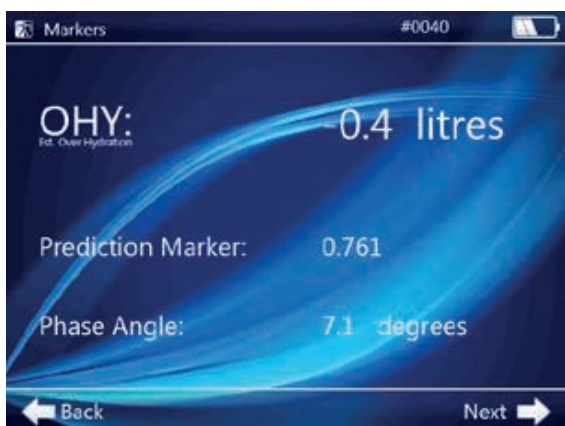 Markers #0040
OHY: -0.4 litres
Est. Over Hydration
Prediction Marker: 0.761
Phase Angle: 7.1 degrees
Back Next